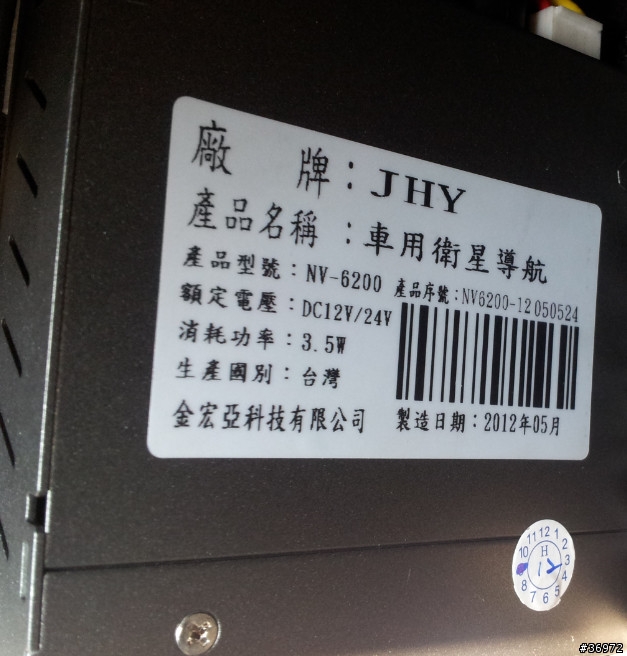 廠 牌：JHY
產品名稱：車用衛星導航
產品型號：NV-6200
產品序號：NV6200-12050524
額定電壓：DC12V/24V
消耗功率：3.5W
生產國別：台灣
金宏亞科技有限公司
製造日期：2012年05月
11 12 1
10 H 2
3
8 4
7 6 5
#36972